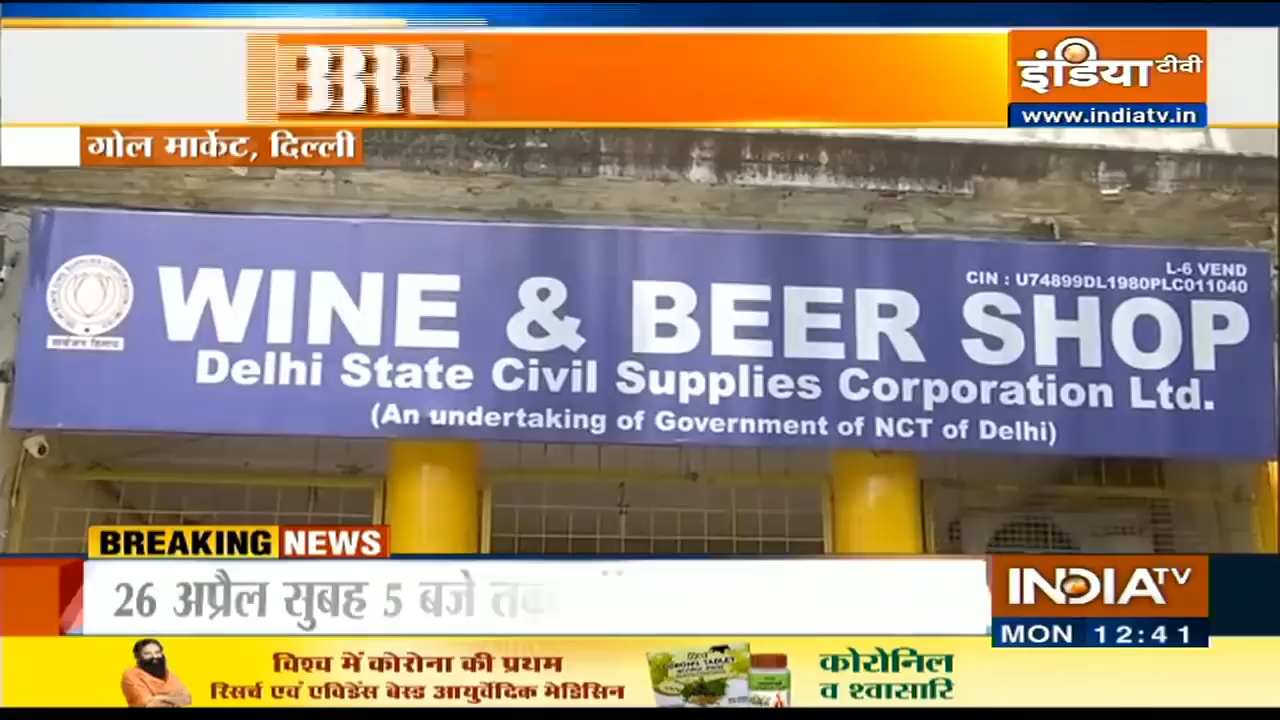 इंडिया टीवी
www.indiatv.in
गोल मार्केट, दिल्ली
L-6 VEND
CIN : U74899DL1980PLC011040
WINE & BEER SHOP
Delhi State Civil Supplies Corporation Ltd.
(An undertaking of Government of NCT of Delhi)
BREAKING NEWS
26 अप्रैल सुबह 5 बजे तक
INDIA TV
MON 12:41
विश्व में कोरोना की प्रथम
रिसर्च एवं एविडेंस बेस्ड आयुर्वेदिक मेडिसिन
कोरोनिल
व श्वासारि